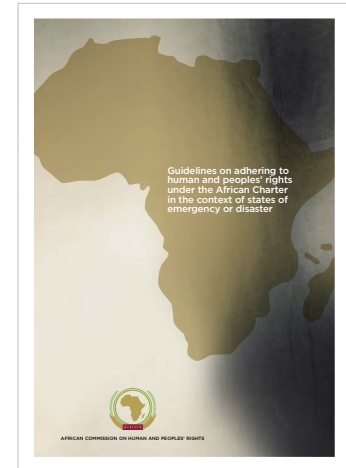 Guidelines on adhering to
human and peoples' rights
under the African Charter
in the context of states of
emergency or disaster
AFRICAN COMMISSION ON HUMAN AND PEOPLES' RIGHTS